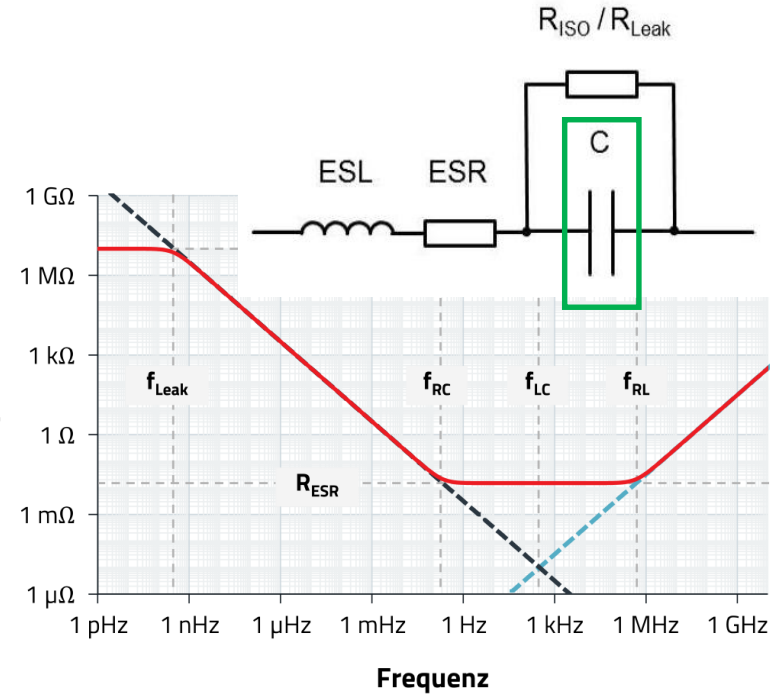 R_ISO / R_Leak
C
ESL ESR
1 GΩ
1 MΩ
1 kΩ
f_Leak f_RC f_LC f_RL
1 Ω
R_ESR
1 mΩ
1 µΩ
1 pHz 1 nHz 1 µHz 1 mHz 1 Hz 1 kHz 1 MHz 1 GHz
Frequenz